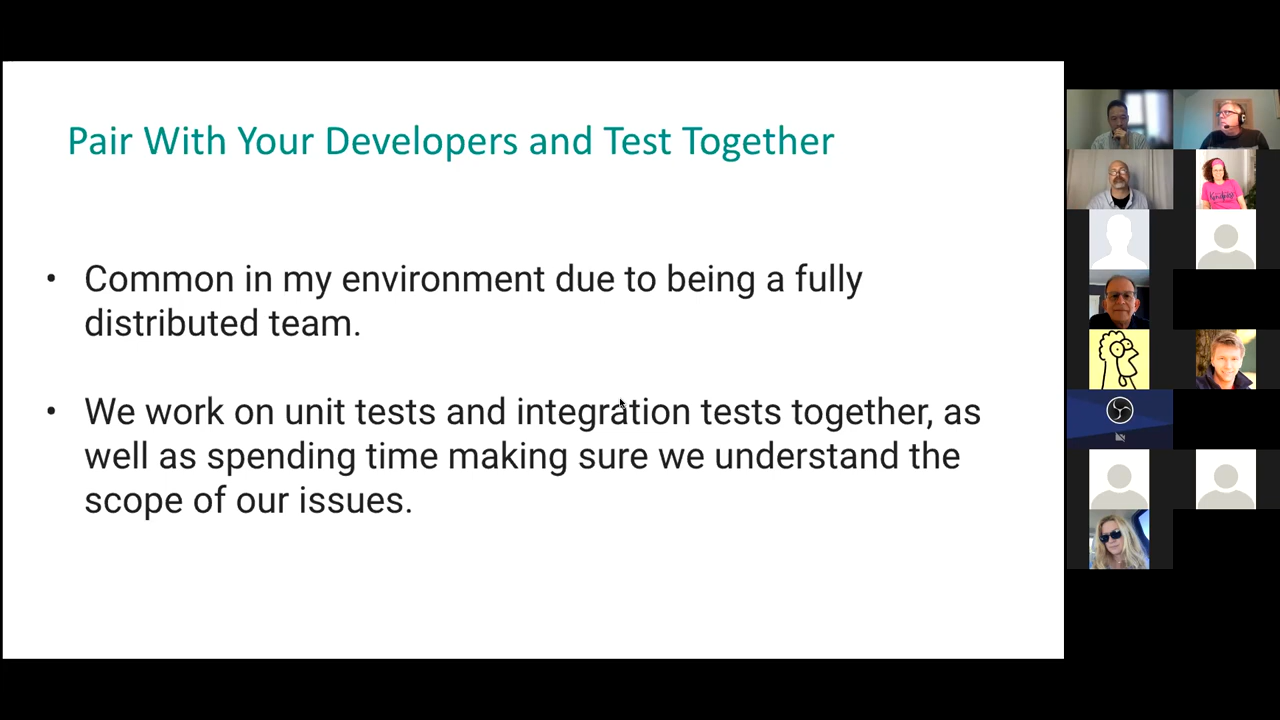 Pair With Your Developers and Test Together
• Common in my environment due to being a fully
distributed team.
• We work on unit tests and integration tests together, as
well as spending time making sure we understand the
scope of our issues.